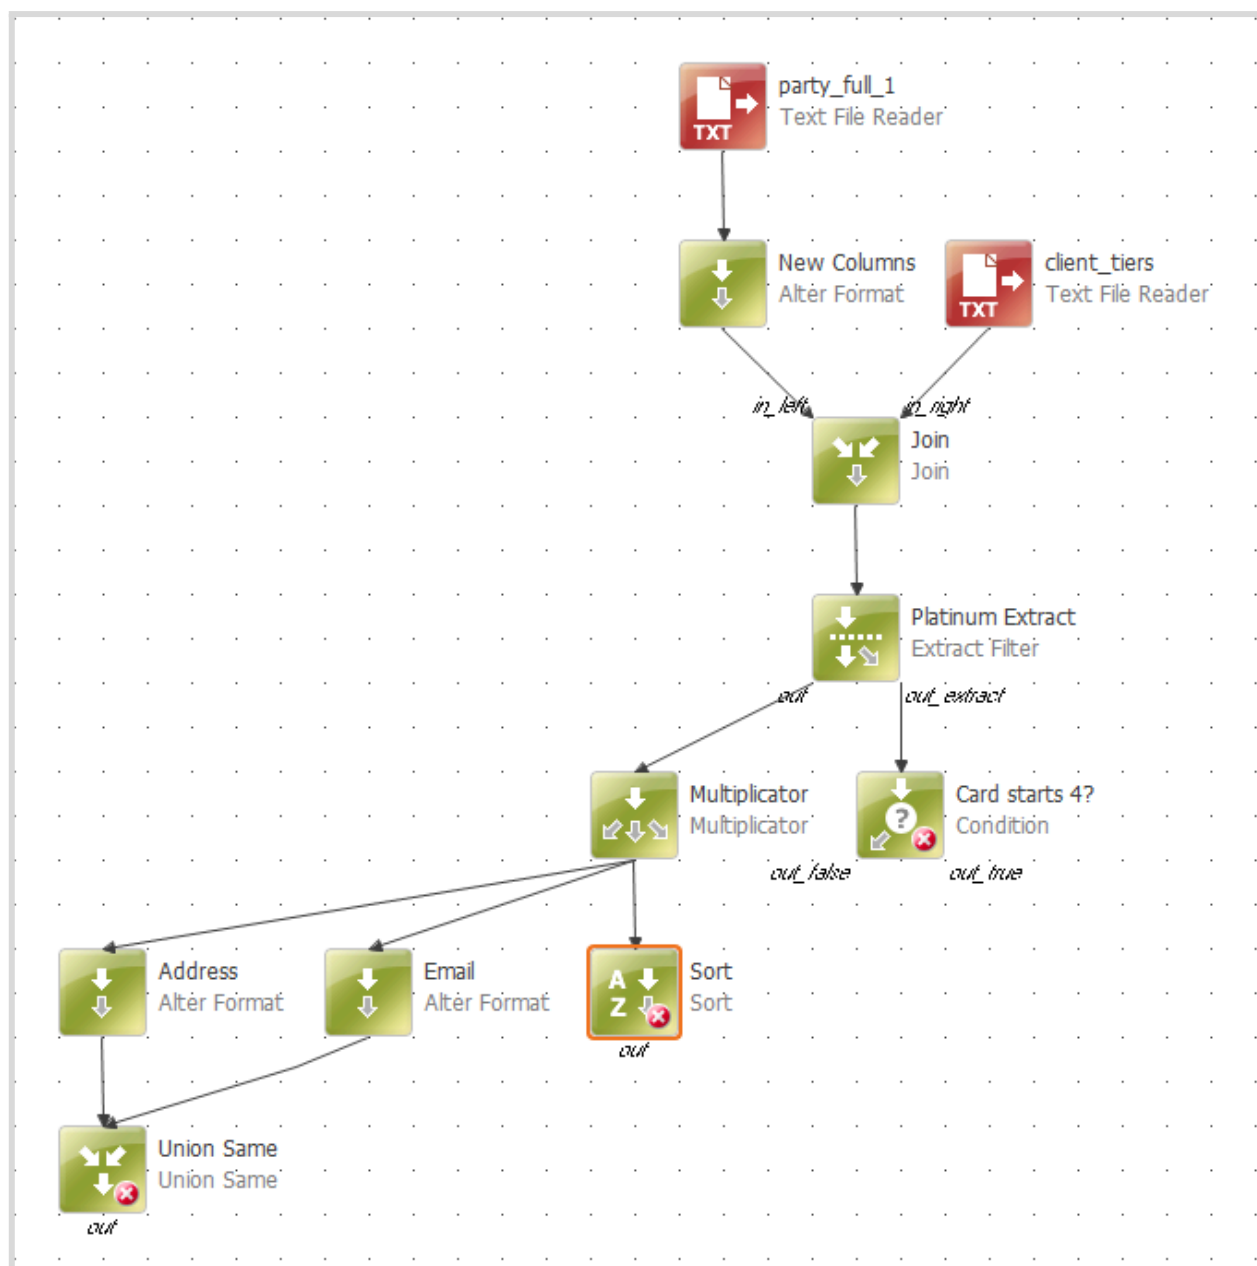 party_full_1
Text File Reader
TXT
New Columns
Alter Format
client_tiers
Text File Reader
TXT
in_left
in_right
Join
Join
Platinum Extract
Extract Filter
out
out_extract
Multiplicator
Multiplicator
Card starts 4?
Condition
?
out_false
out_true
Address
Alter Format
Email
Alter Format
A
Z
Sort
Sort
out
Union Same
Union Same
out